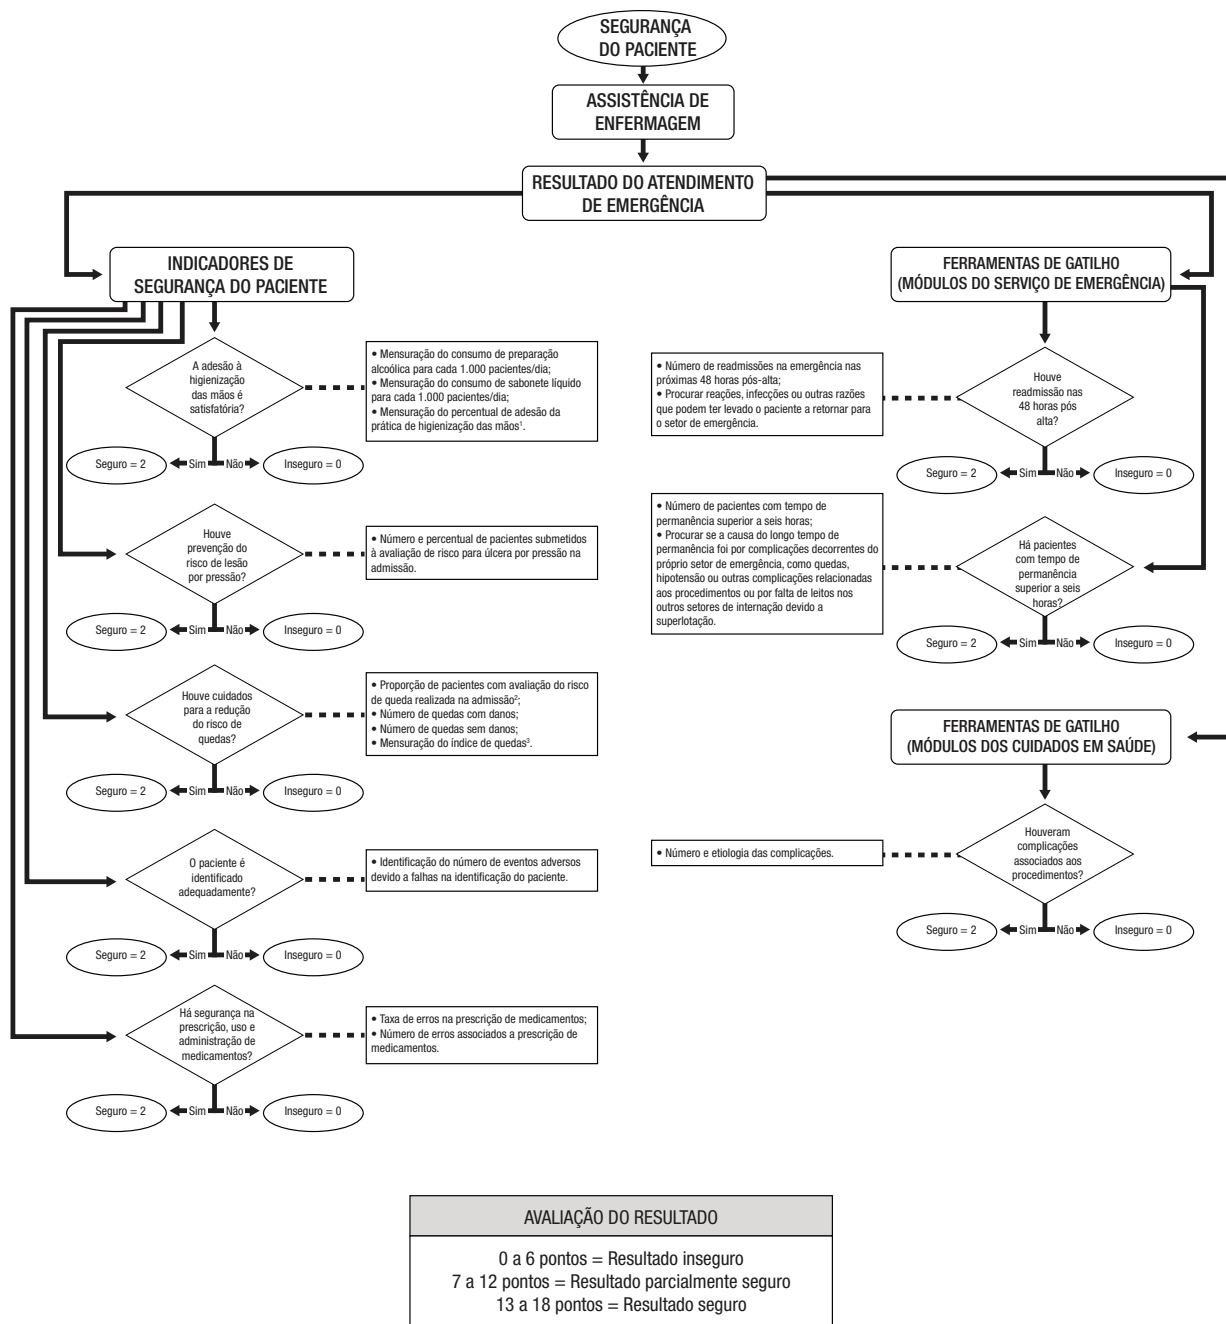 SEGURANÇA
DO PACIENTE
ASSISTÊNCIA DE
ENFERMAGEM
RESULTADO DO ATENDIMENTO
DE EMERGÊNCIA
INDICADORES DE
SEGURANÇA DO PACIENTE
A adesão à
higienização
das mãos é
satisfatória?
• Mensuração do consumo de preparação
alcoólica para cada 1.000 pacientes/dia;
• Mensuração do consumo de sabonete líquido
para cada 1.000 pacientes/dia;
• Mensuração do percentual de adesão da
prática de higienização das mãos¹.
Seguro = 2
Sim
Não
Inseguro = 0
Houve
prevenção do
risco de lesão
por pressão?
• Número e percentual de pacientes submetidos
à avaliação de risco para úlcera por pressão na
admissão.
Seguro = 2
Sim
Não
Inseguro = 0
Houve cuidados
para a redução
do risco de
quedas?
• Proporção de pacientes com avaliação do risco
de queda realizada na admissão²;
• Número de quedas com danos;
• Número de quedas sem danos;
• Mensuração do índice de quedas³.
Seguro = 2
Sim
Não
Inseguro = 0
O paciente é
identificado
adequadamente?
• Identificação do número de eventos adversos
devido a falhas na identificação do paciente.
Seguro = 2
Sim
Não
Inseguro = 0
Há segurança na
prescrição, uso e
administração de
medicamentos?
• Taxa de erros na prescrição de medicamentos;
• Número de erros associados a prescrição de
medicamentos.
Seguro = 2
Sim
Não
Inseguro = 0
FERRAMENTAS DE GATILHO
(MÓDULOS DO SERVIÇO DE EMERGÊNCIA)
• Número de readmissões na emergência nas
próximas 48 horas pós-alta;
• Procurar reações, infecções ou outras razões
que podem ter levado o paciente a retornar para
o setor de emergência.
Houve
readmissão nas
48 horas pós
alta?
Seguro = 2
Sim
Não
Inseguro = 0
• Número de pacientes com tempo de
permanência superior a seis horas;
• Procurar se a causa do longo tempo de
permanência foi por complicações decorrentes do
próprio setor de emergência, como quedas,
hipotensão ou outras complicações relacionadas
aos procedimentos ou por falta de leitos nos
outros setores de internação devido a
superlotação.
Há pacientes
com tempo de
permanência
superior a seis
horas?
Seguro = 2
Sim
Não
Inseguro = 0
FERRAMENTAS DE GATILHO
(MÓDULOS DOS CUIDADOS EM SAÚDE)
• Número e etiologia das complicações.
Houveram
complicações
associados aos
procedimentos?
Seguro = 2
Sim
Não
Inseguro = 0
AVALIAÇÃO DO RESULTADO
0 a 6 pontos = Resultado inseguro
7 a 12 pontos = Resultado parcialmente seguro
13 a 18 pontos = Resultado seguro